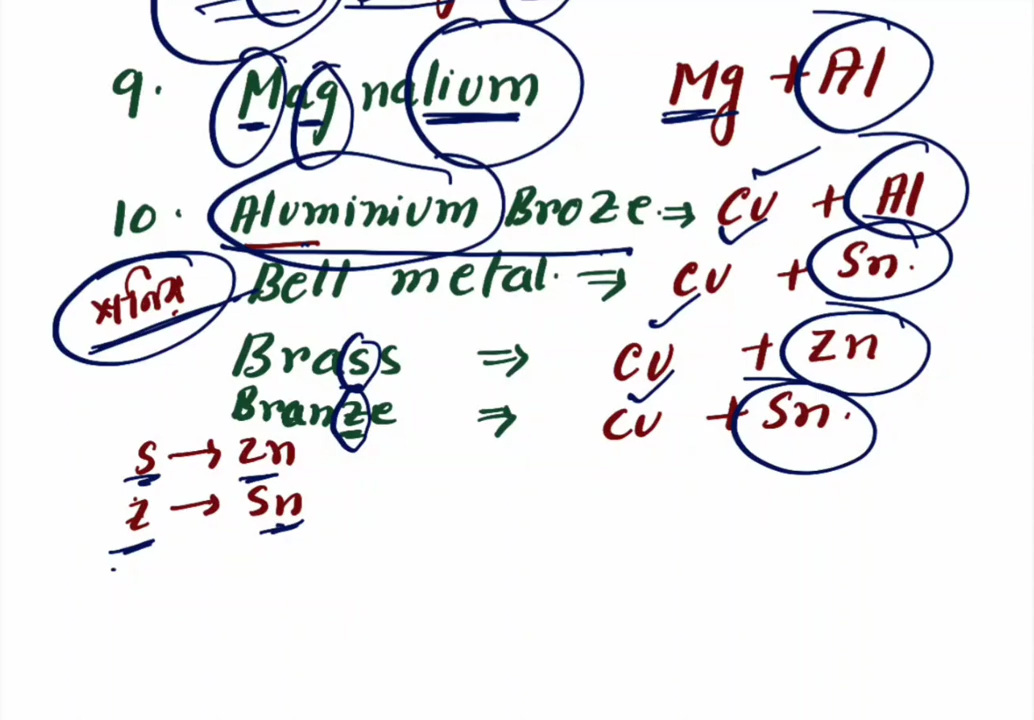 9. Magnalium Mg + Al
10. Aluminium Broze ⇒ Cu + Al
Bell metal. ⇒ Cu + Sn.
Brass ⇒ Cu + Zn
Branze ⇒ Cu + Sn.
s → Zn
z → Sn